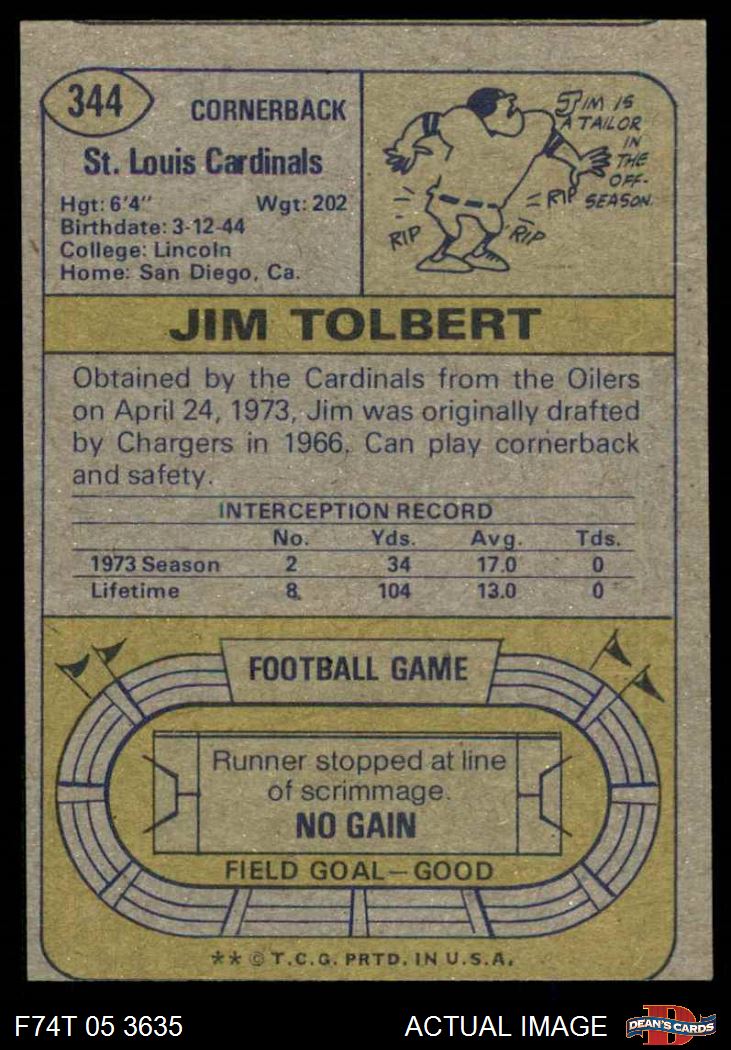 344
CORNERBACK
St. Louis Cardinals
Hgt: 6'4" Wgt: 202
Birthdate: 3-12-44
College: Lincoln
Home: San Diego, Ca.
JIM IS
A TAILOR
IN
THE
OFF-
SEASON.
RIP
RIP
RIP
JIM TOLBERT
Obtained by the Cardinals from the Oilers
on April 24, 1973, Jim was originally drafted
by Chargers in 1966. Can play cornerback
and safety.
INTERCEPTION RECORD
No. Yds. Avg. Tds.
1973 Season 2 34 17.0 0
Lifetime 8 104 13.0 0
FOOTBALL GAME
Runner stopped at line
of scrimmage.
NO GAIN
FIELD GOAL—GOOD
** © T.C.G. PRTD. IN U.S.A.
F74T 05 3635 ACTUAL IMAGE D DEAN'S CARDS